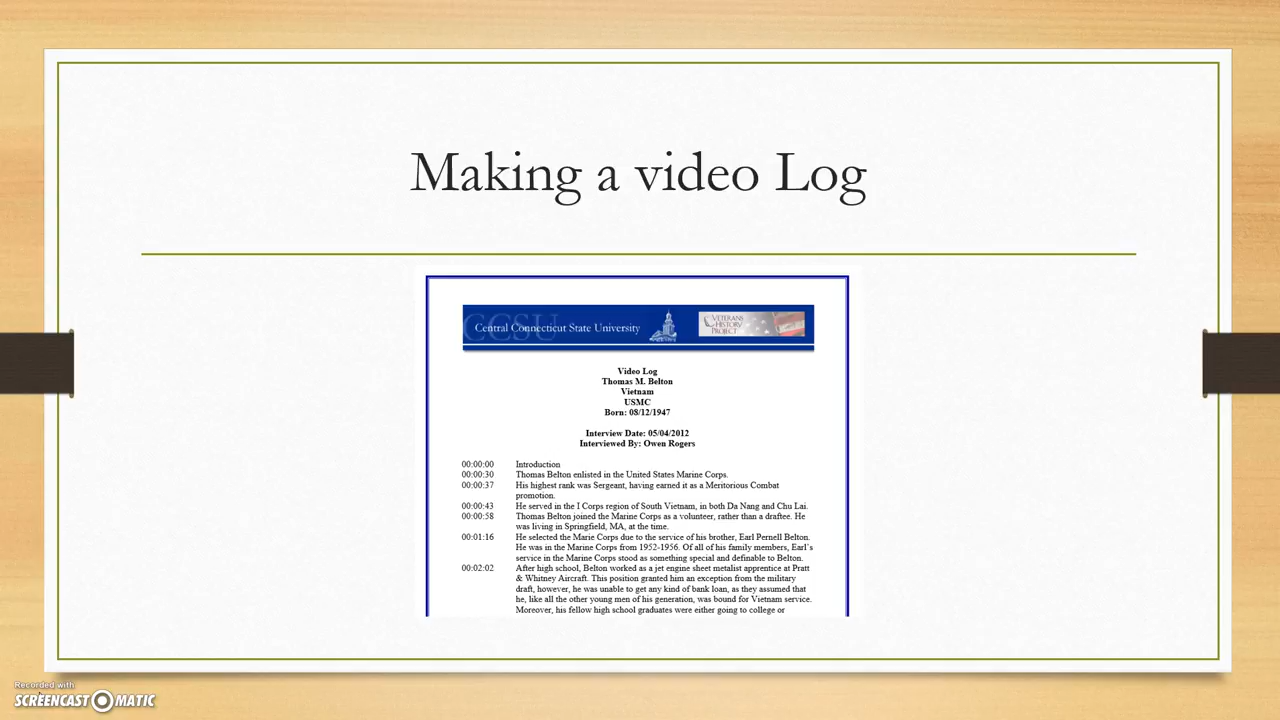 Making a video Log
CCSU
Central Connecticut State University
VETERANS
HISTORY
PROJECT
Video Log
Thomas M. Belton
Vietnam
USMC
Born: 08/12/1947
Interview Date: 05/04/2012
Interviewed By: Owen Rogers
00:00:00 Introduction
00:00:30 Thomas Belton enlisted in the United States Marine Corps.
00:00:37 His highest rank was Sergeant, having earned it as a Meritorious Combat
promotion.
00:00:43 He served in the I Corps region of South Vietnam, in both Da Nang and Chu Lai.
00:00:58 Thomas Belton joined the Marine Corps as a volunteer, rather than a draftee. He
was living in Springfield, MA, at the time.
00:01:16 He selected the Marie Corps due to the service of his brother, Earl Pernell Belton.
He was in the Marine Corps from 1952-1956. Of all of his family members, Earl's
service in the Marine Corps stood as something special and definable to Belton.
00:02:02 After high school, Belton worked as a jet engine sheet metalist apprentice at Pratt
& Whitney Aircraft. This position granted him an exception from the military
draft, however, he was unable to get any kind of bank loan, as they assumed that
he, like all the other young men of his generation, was bound for Vietnam service.
Moreover, his fellow high school graduates were either going to college or
Recorded with
SCREENCAST-O-MATIC